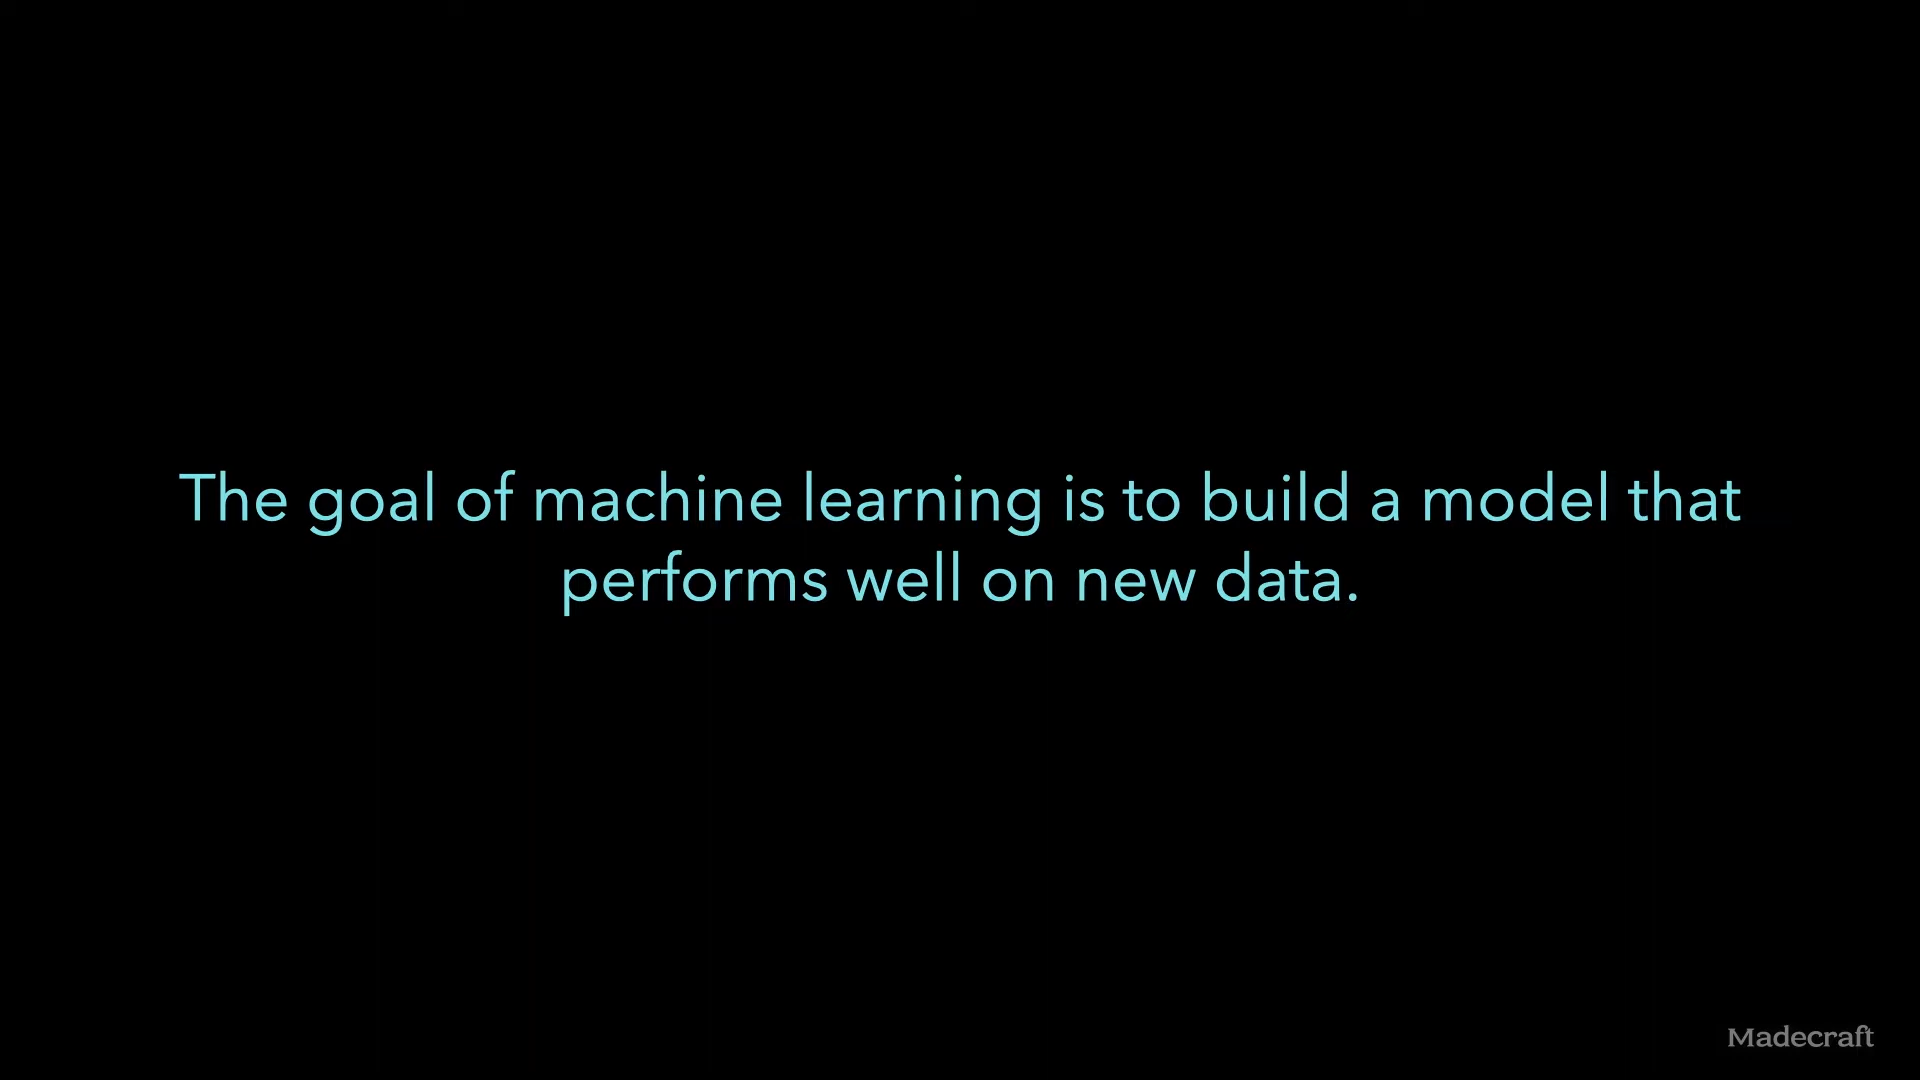 The goal of machine learning is to build a model that
performs well on new data.
Madecraft